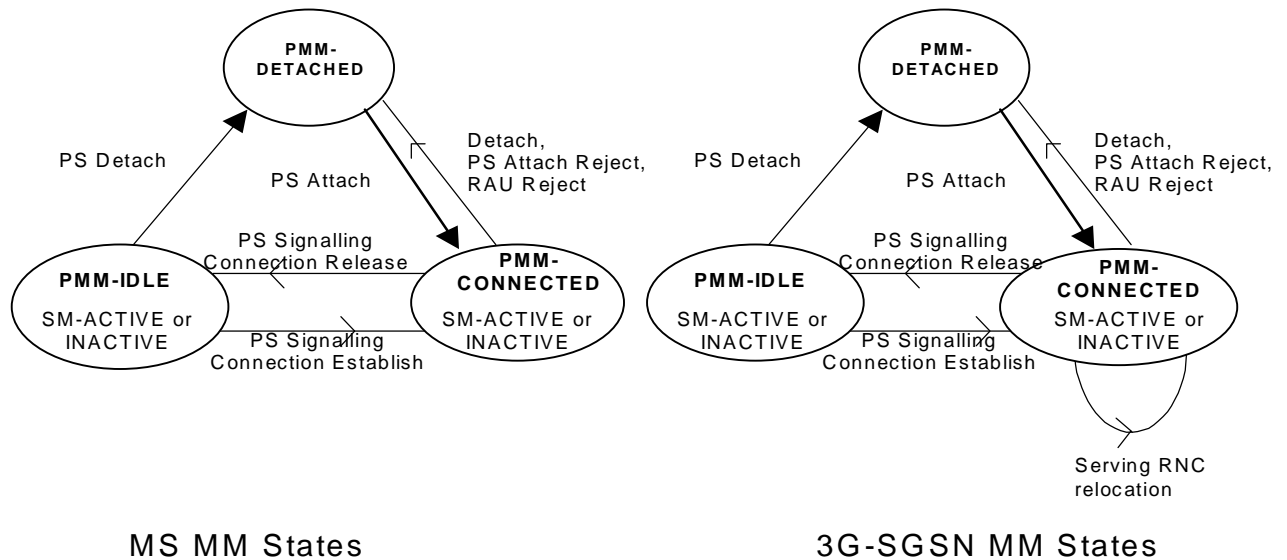 PMM-
DETACHED
PS Detach
PS Attach
Detach,
PS Attach Reject,
RAU Reject
PS Signalling
Connection Release
PMM-IDLE
SM-ACTIVE or
INACTIVE
PMM-
CONNECTED
SM-ACTIVE or
INACTIVE
PS Signalling
Connection Establish
MS MM States
PMM-
DETACHED
PS Detach
PS Attach
Detach,
PS Attach Reject,
RAU Reject
PS Signalling
Connection Release
PMM-IDLE
SM-ACTIVE or
INACTIVE
PMM-
CONNECTED
SM-ACTIVE or
INACTIVE
PS Signalling
Connection Establish
Serving RNC
relocation
3G-SGSN MM States